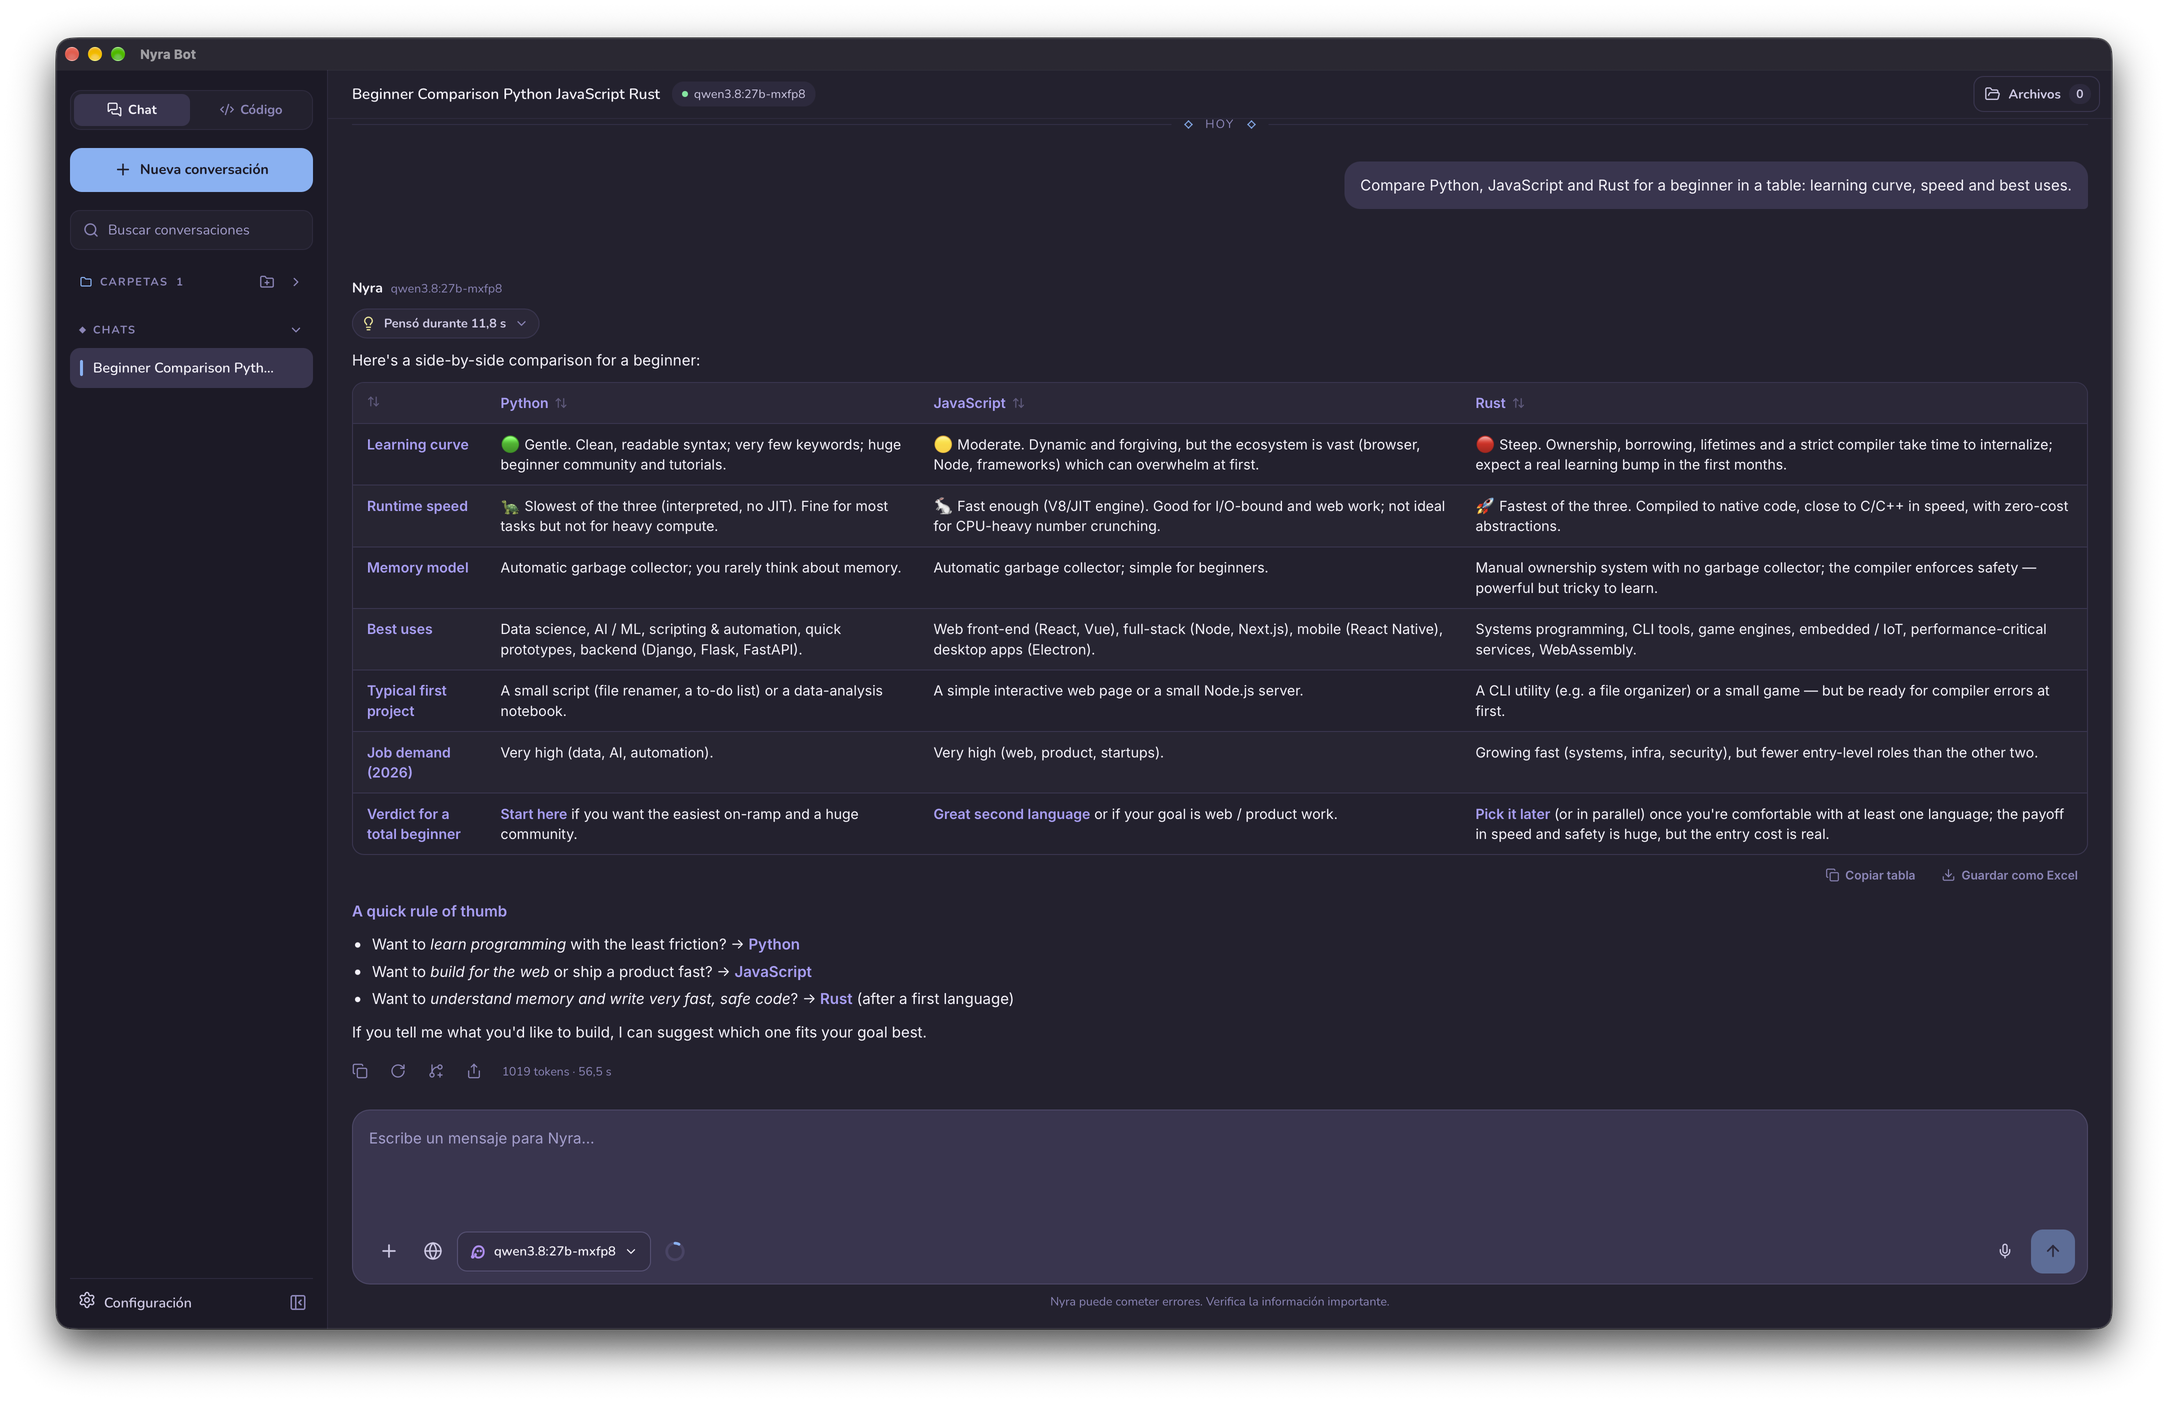 Nyra Bot
Chat
Código
Nueva conversación
Buscar conversaciones
CARPETAS 1
CHATS
Beginner Comparison Pyth...
Configuración
Beginner Comparison Python JavaScript Rust
qwen3.8:27b-mxfp8
Archivos 0
HOY
Compare Python, JavaScript and Rust for a beginner in a table: learning curve, speed and best uses.
Nyra qwen3.8:27b-mxfp8
Pensó durante 11,8 s
Here's a side-by-side comparison for a beginner:
Python
JavaScript
Rust
Learning curve
🟢 Gentle. Clean, readable syntax; very few keywords; huge
beginner community and tutorials.
🟡 Moderate. Dynamic and forgiving, but the ecosystem is vast (browser,
Node, frameworks) which can overwhelm at first.
🔴 Steep. Ownership, borrowing, lifetimes and a strict compiler take time to internalize;
expect a real learning bump in the first months.
Runtime speed
🐢 Slowest of the three (interpreted, no JIT). Fine for most
tasks but not for heavy compute.
🐇 Fast enough (V8/JIT engine). Good for I/O-bound and web work; not ideal
for CPU-heavy number crunching.
🚀 Fastest of the three. Compiled to native code, close to C/C++ in speed, with zero-cost
abstractions.
Memory model
Automatic garbage collector; you rarely think about memory.
Automatic garbage collector; simple for beginners.
Manual ownership system with no garbage collector; the compiler enforces safety —
powerful but tricky to learn.
Best uses
Data science, AI / ML, scripting & automation, quick
prototypes, backend (Django, Flask, FastAPI).
Web front-end (React, Vue), full-stack (Node, Next.js), mobile (React Native),
desktop apps (Electron).
Systems programming, CLI tools, game engines, embedded / IoT, performance-critical
services, WebAssembly.
Typical first
project
A small script (file renamer, a to-do list) or a data-analysis
notebook.
A simple interactive web page or a small Node.js server.
A CLI utility (e.g. a file organizer) or a small game — but be ready for compiler errors at
first.
Job demand
(2026)
Very high (data, AI, automation).
Very high (web, product, startups).
Growing fast (systems, infra, security), but fewer entry-level roles than the other two.
Verdict for a
total beginner
Start here if you want the easiest on-ramp and a huge
community.
Great second language or if your goal is web / product work.
Pick it later (or in parallel) once you're comfortable with at least one language; the payoff
in speed and safety is huge, but the entry cost is real.
Copiar tabla
Guardar como Excel
A quick rule of thumb
• Want to learn programming with the least friction? → Python
• Want to build for the web or ship a product fast? → JavaScript
• Want to understand memory and write very fast, safe code? → Rust (after a first language)
If you tell me what you'd like to build, I can suggest which one fits your goal best.
1019 tokens · 56,5 s
Escribe un mensaje para Nyra...
qwen3.8:27b-mxfp8
Nyra puede cometer errores. Verifica la información importante.